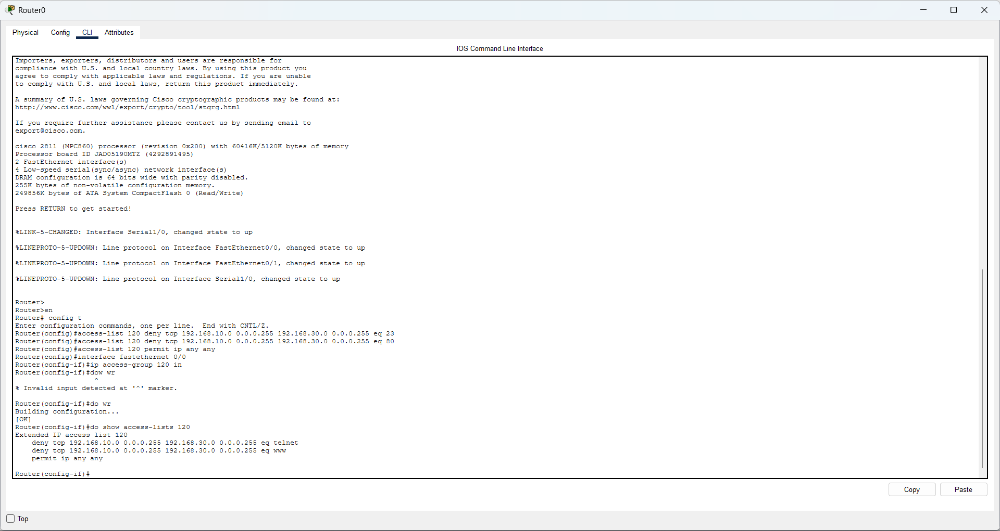 Router0
Physical Config CLI Attributes
IOS Command Line Interface
Importers, exporters, distributors and users are responsible for
compliance with U.S. and local country laws. By using this product you
agree to comply with applicable laws and regulations. If you are unable
to comply with U.S. and local laws, return this product immediately.
A summary of U.S. laws governing Cisco cryptographic products may be found at:
http://www.cisco.com/wwl/export/crypto/tool/stqrg.html
If you require further assistance please contact us by sending email to
export@cisco.com.
cisco 2811 (MPC860) processor (revision 0x200) with 60416K/5120K bytes of memory
Processor board ID JAD05190MTZ (4292891495)
2 FastEthernet interface(s)
4 Low-speed serial(sync/async) network interface(s)
DRAM configuration is 64 bits wide with parity disabled.
255K bytes of non-volatile configuration memory.
249856K bytes of ATA System CompactFlash 0 (Read/Write)
Press RETURN to get started!
%LINK-5-CHANGED: Interface Serial1/0, changed state to up
%LINEPROTO-5-UPDOWN: Line protocol on Interface FastEthernet0/0, changed state to up
%LINEPROTO-5-UPDOWN: Line protocol on Interface FastEthernet0/1, changed state to up
%LINEPROTO-5-UPDOWN: Line protocol on Interface Serial1/0, changed state to up
Router>
Router>en
Router# config t
Enter configuration commands, one per line.  End with CNTL/Z.
Router(config)#access-list 120 deny tcp 192.168.10.0 0.0.0.255 192.168.30.0 0.0.0.255 eq 23
Router(config)#access-list 120 deny tcp 192.168.10.0 0.0.0.255 192.168.30.0 0.0.0.255 eq 80
Router(config)#access-list 120 permit ip any any
Router(config)#interface fastethernet 0/0
Router(config-if)#ip access-group 120 in
Router(config-if)#dow wr
^
% Invalid input detected at '^' marker.
Router(config-if)#do wr
Building configuration...
[OK]
Router(config-if)#do show access-lists 120
Extended IP access list 120
    deny tcp 192.168.10.0 0.0.0.255 192.168.30.0 0.0.0.255 eq telnet
    deny tcp 192.168.10.0 0.0.0.255 192.168.30.0 0.0.0.255 eq www
    permit ip any any
Router(config-if)#
Copy Paste
Top